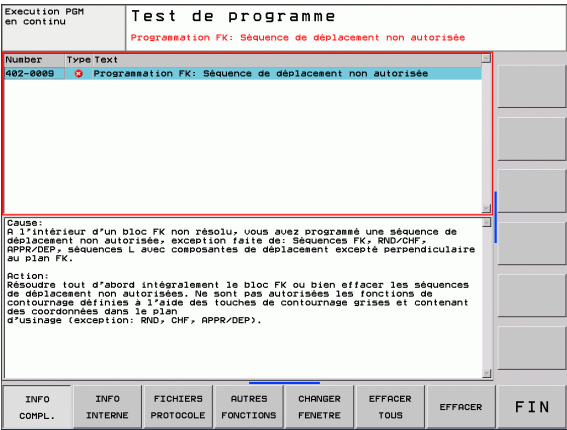 Execution PGM
en continu
Test de programme
Programmation FK: Séquence de déplacement non autorisée
Number Type Text
402-0009 Programmation FK: Séquence de déplacement non autorisée
Cause:
A l'intérieur d'un bloc FK non résolu, vous avez programmé une séquence de
déplacement non autorisée, exception faite de: Séquences FK, RND/CHF,
APPR/DEP, séquences L avec composantes de déplacement excepté perpendiculaire
au plan FK.
Action:
Résoudre tout d'abord intégralement le bloc FK ou bien effacer les séquences
de déplacement non autorisées. Ne sont pas autorisées les fonctions de
contournage définies à l'aide des touches de contournage grises et contenant
des coordonnées dans le plan
d'usinage (exception: RND, CHF, APPR/DEP).
INFO
COMPL.
INFO
INTERNE
FICHIERS
PROTOCOLE
AUTRES
FONCTIONS
CHANGER
FENETRE
EFFACER
TOUS
EFFACER
FIN